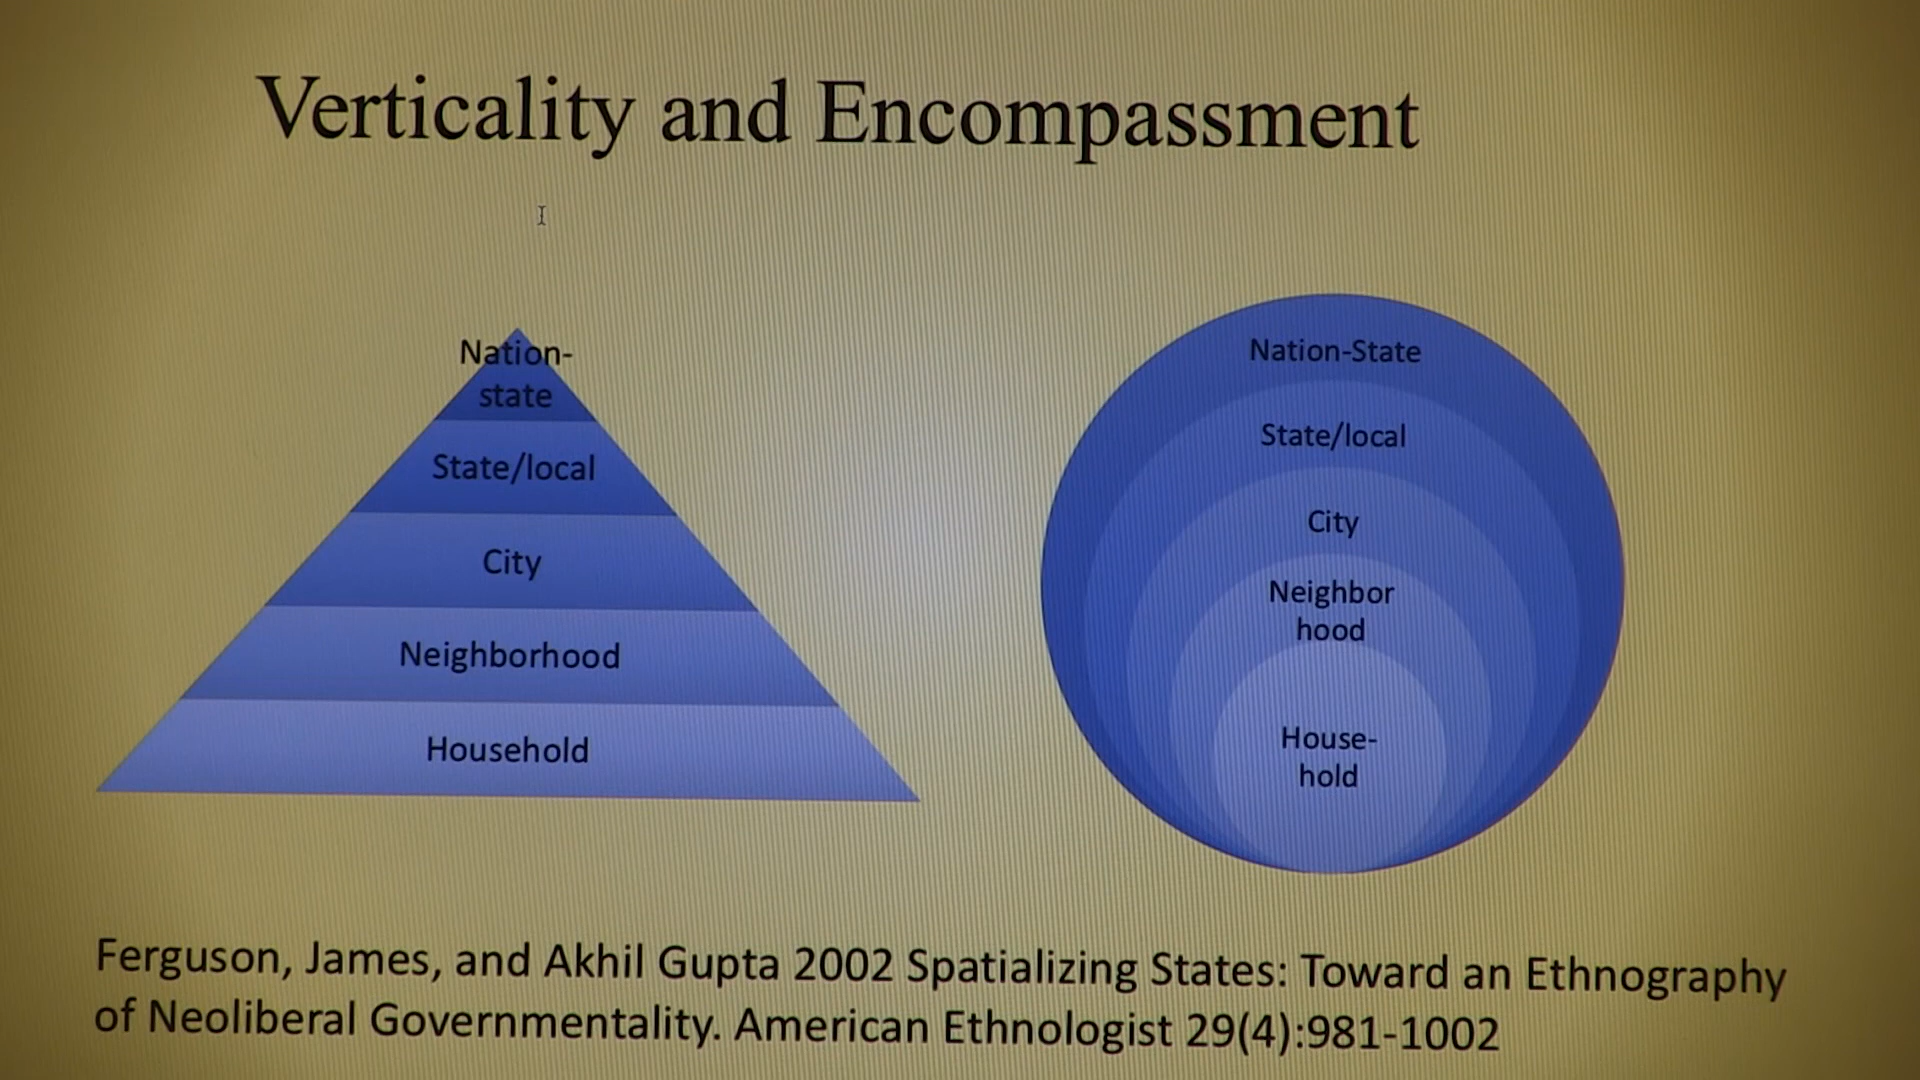 Verticality and Encompassment
Nation-
state
State/local
City
Neighborhood
Household
Nation-State
State/local
City
Neighbor
hood
House-
hold
Ferguson, James, and Akhil Gupta 2002 Spatializing States: Toward an Ethnography
of Neoliberal Governmentality. American Ethnologist 29(4):981-1002